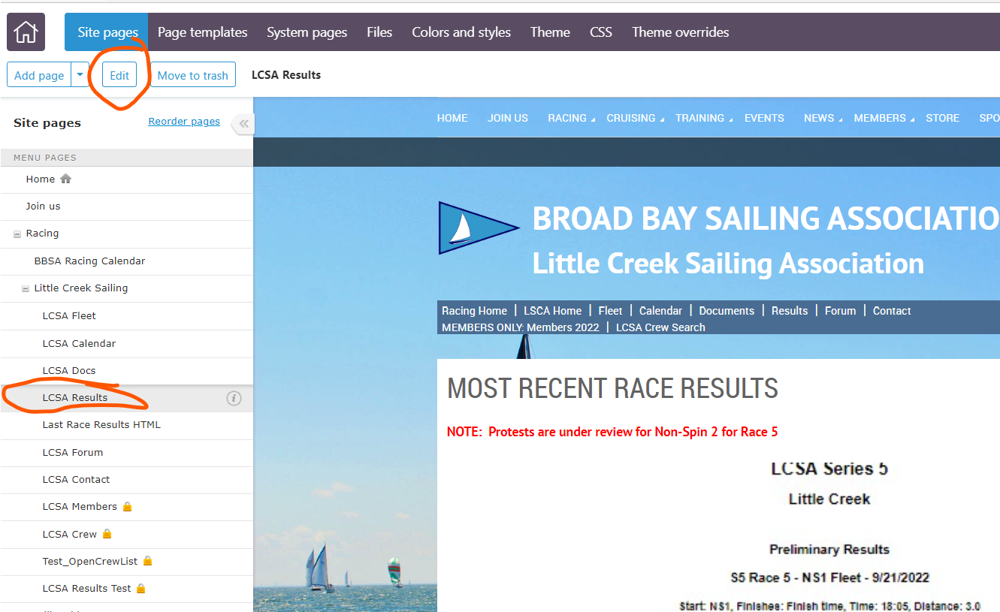 Site pages Page templates System pages Files Colors and styles Theme CSS Theme overrides
Add page Edit Move to trash LCSA Results
Site pages Reorder pages
MENU PAGES
Home
Join us
Racing
BBSA Racing Calendar
Little Creek Sailing
LCSA Fleet
LCSA Calendar
LCSA Docs
LCSA Results
Last Race Results HTML
LCSA Forum
LCSA Contact
LCSA Members
LCSA Crew
Test_OpenCrewList
LCSA Results Test
HOME JOIN US RACING CRUISING TRAINING EVENTS NEWS MEMBERS STORE SPO
BROAD BAY SAILING ASSOCIATIO
Little Creek Sailing Association
Racing Home | LSCA Home | Fleet | Calendar | Documents | Results | Forum | Contact
MEMBERS ONLY: Members 2022 | LCSA Crew Search
MOST RECENT RACE RESULTS
NOTE: Protests are under review for Non-Spin 2 for Race 5
LCSA Series 5
Little Creek
Preliminary Results
S5 Race 5 - NS1 Fleet - 9/21/2022
Start: NS1, Finishes: Finish time, Time: 18:05, Distance: 3.0